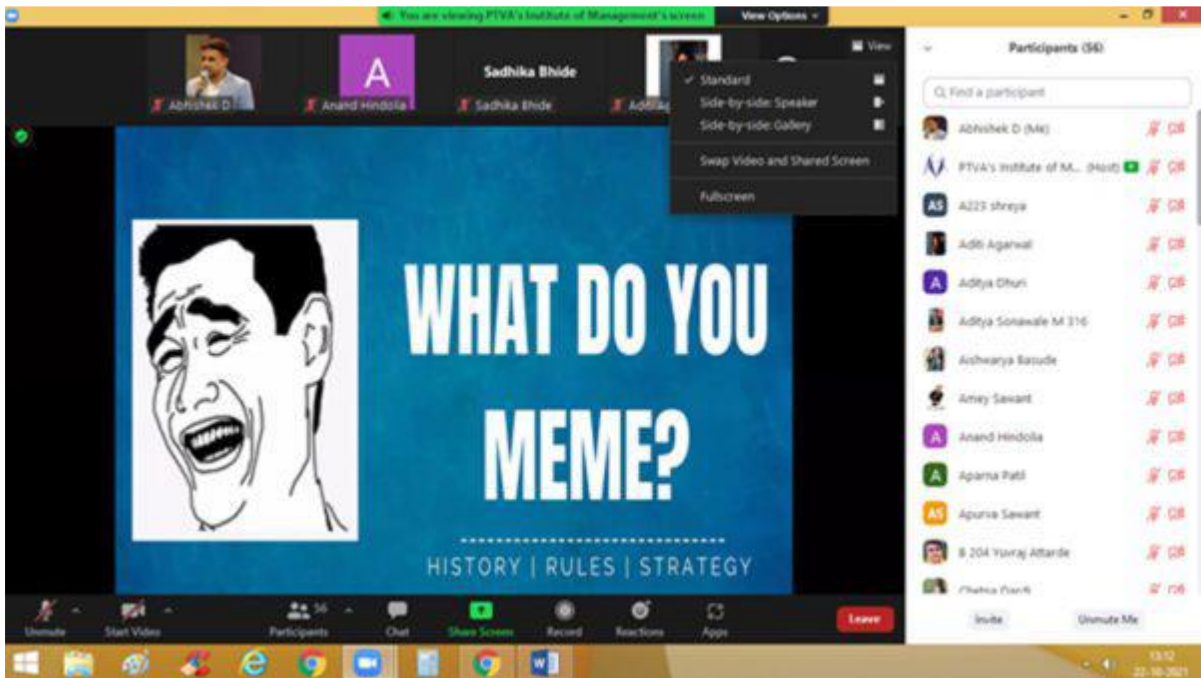 You are viewing PTVA's Institute of Management's screen
View Options
View
Abhishek D
A
Anand Hindolia
Sadhika Bhide
Sadhika Bhide
Standard
Side-by-side: Speaker
Side-by-side: Gallery
Swap Video and Shared Screen
Fullscreen
WHAT DO YOU
MEME?
HISTORY | RULES | STRATEGY
Participants (56)
Find a participant
Abhishek D (Me)
PTVA's Institute of M... (Host)
AS A223 shreya
Aditi Agarwal
A Aditya Dhuri
Aditya Sonawale M 316
Aishwarya Basude
Amey Sawant
A Anand Hindolia
A Aparna Patil
AS Apurva Sawant
B 204 Yuvraj Attarde
Invite
Unmute Me
Unmute
Start Video
56
Participants
Chat
Share Screen
Record
Reactions
Apps
Leave
13:12
22-10-2021